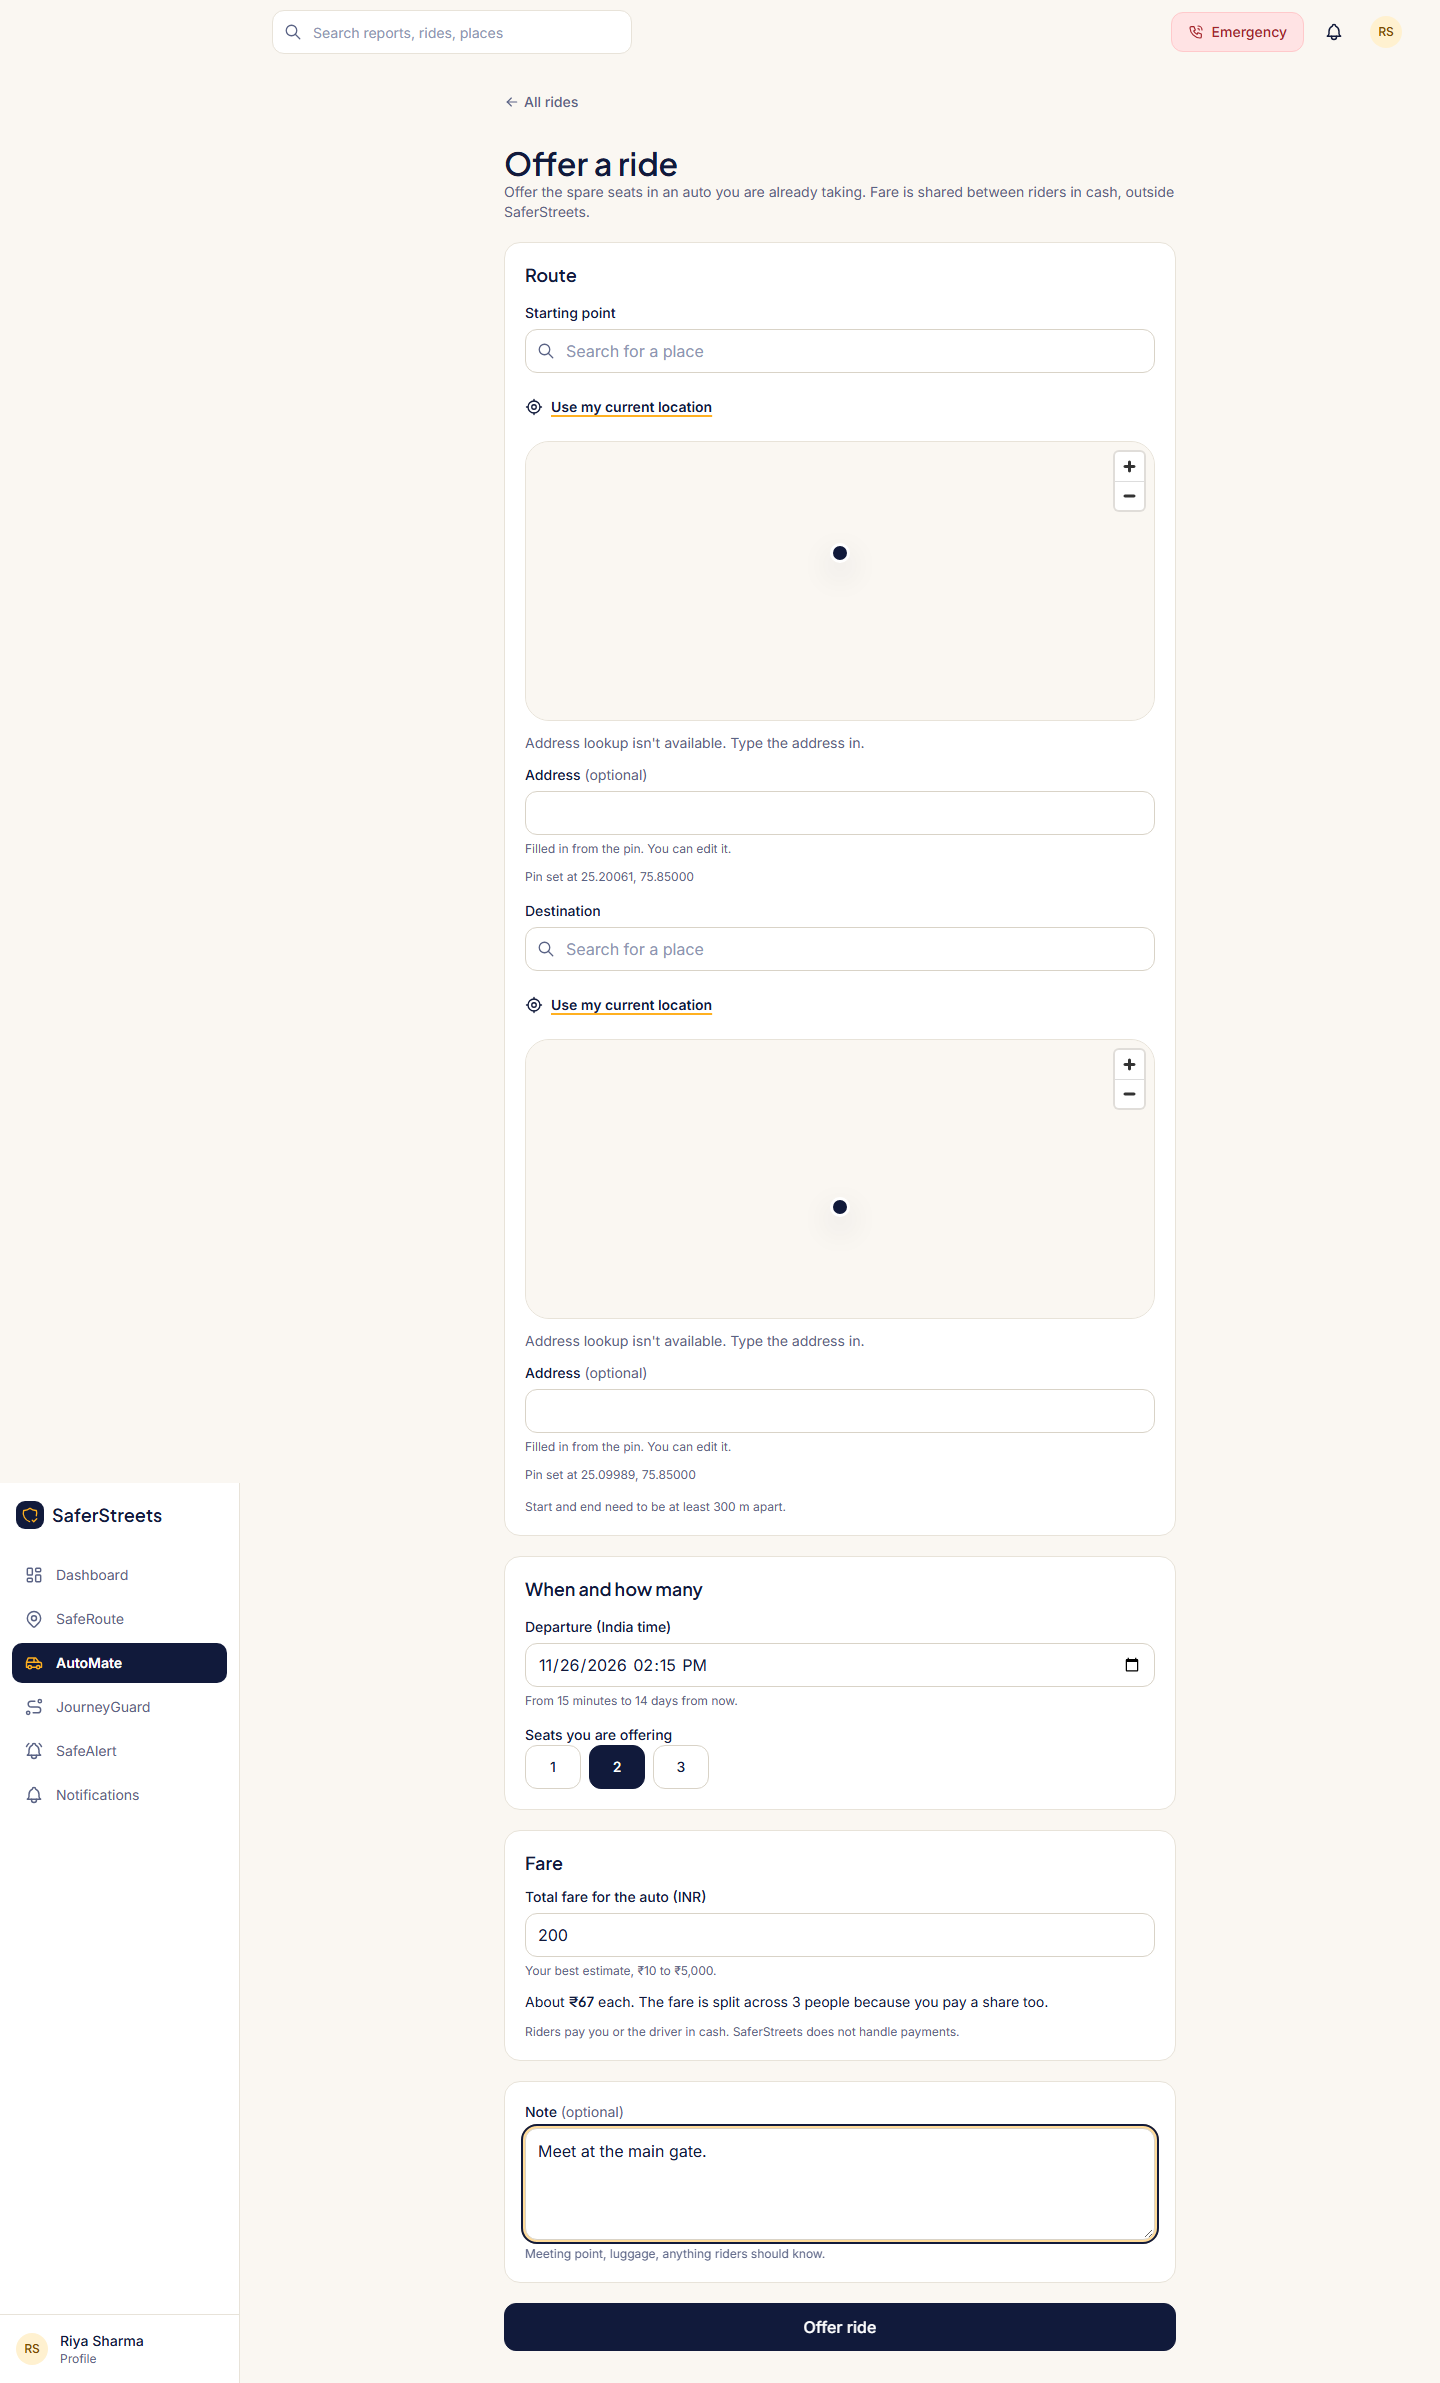 Search reports, rides, places
Emergency
RS
All rides
Offer a ride
Offer the spare seats in an auto you are already taking. Fare is shared between riders in cash, outside
SaferStreets.
Route
Starting point
Search for a place
Use my current location
+
−
Address lookup isn't available. Type the address in.
Address (optional)
Filled in from the pin. You can edit it.
Pin set at 25.20061, 75.85000
Destination
Search for a place
Use my current location
+
−
Address lookup isn't available. Type the address in.
Address (optional)
Filled in from the pin. You can edit it.
Pin set at 25.09989, 75.85000
Start and end need to be at least 300 m apart.
When and how many
Departure (India time)
11/26/2026 02:15 PM
From 15 minutes to 14 days from now.
Seats you are offering
1 2 3
Fare
Total fare for the auto (INR)
200
Your best estimate, ₹10 to ₹5,000.
About ₹67 each. The fare is split across 3 people because you pay a share too.
Riders pay you or the driver in cash. SaferStreets does not handle payments.
Note (optional)
Meet at the main gate.
Meeting point, luggage, anything riders should know.
Offer ride
SaferStreets
Dashboard
SafeRoute
AutoMate
JourneyGuard
SafeAlert
Notifications
RS
Riya Sharma
Profile